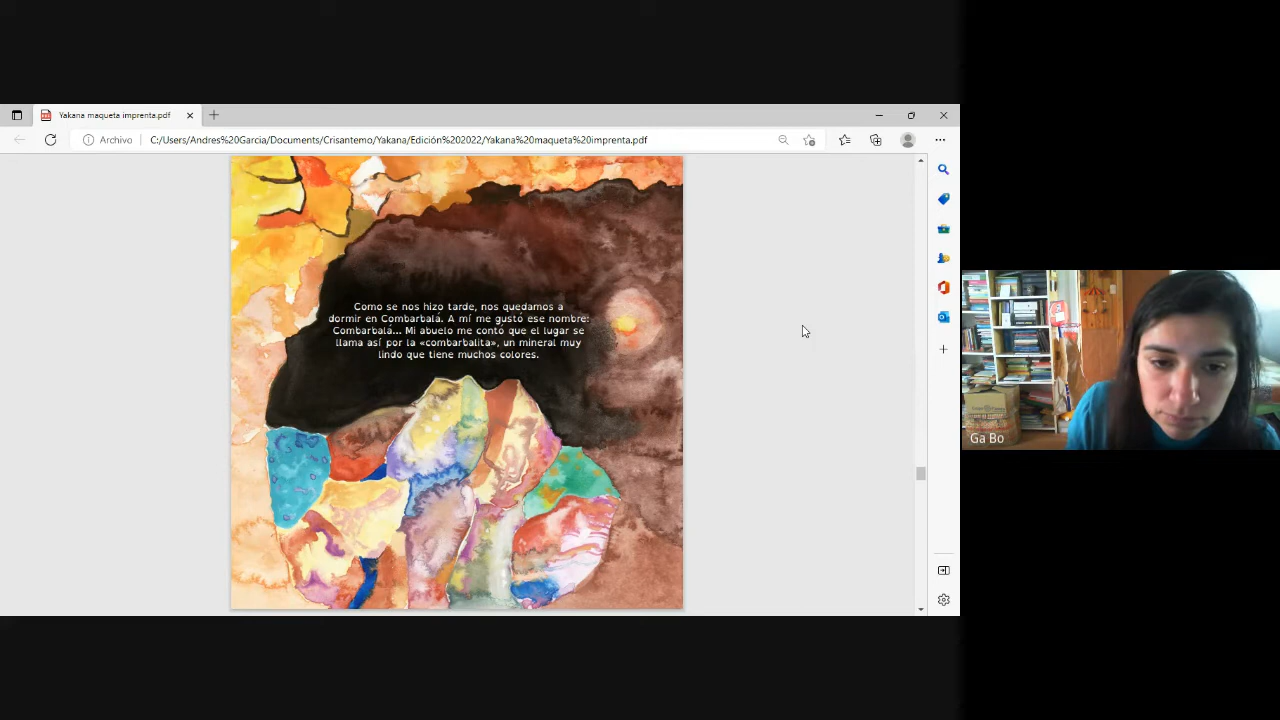 Yakana maqueta imprenta.pdf
Archivo
C:/Users/Andres%20Garcia/Documents/Crisantemo/Yakana/Edición%202022/Yakana%20maqueta%20imprenta.pdf
Como se nos hizo tarde, nos quedamos a
dormir en Combarbalá. A mí me gustó ese nombre:
Combarbalá... Mi abuelo me contó que el lugar se
llama así por la «combarbalita», un mineral muy
lindo que tiene muchos colores.
Ga Bo